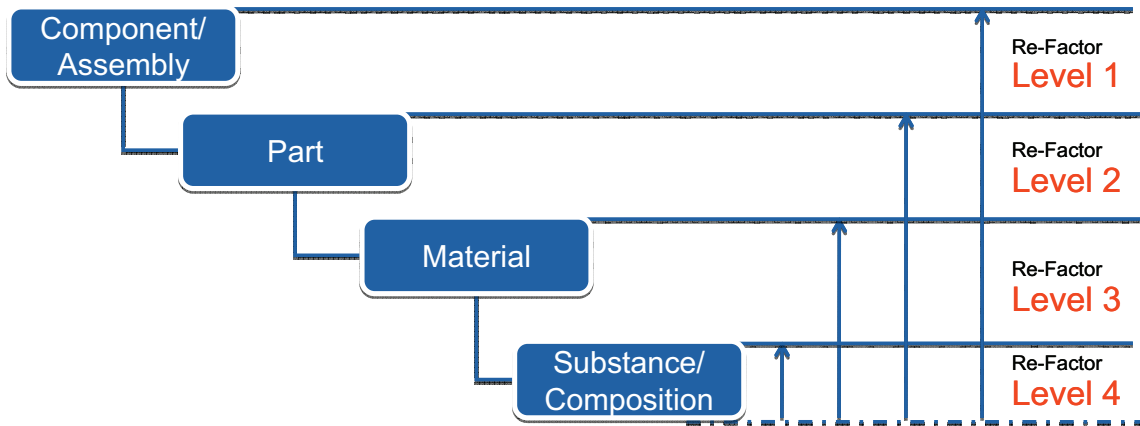 Component/
Assembly
Re-Factor
Level 1
Part
Re-Factor
Level 2
Material
Re-Factor
Level 3
Substance/
Composition
Re-Factor
Level 4